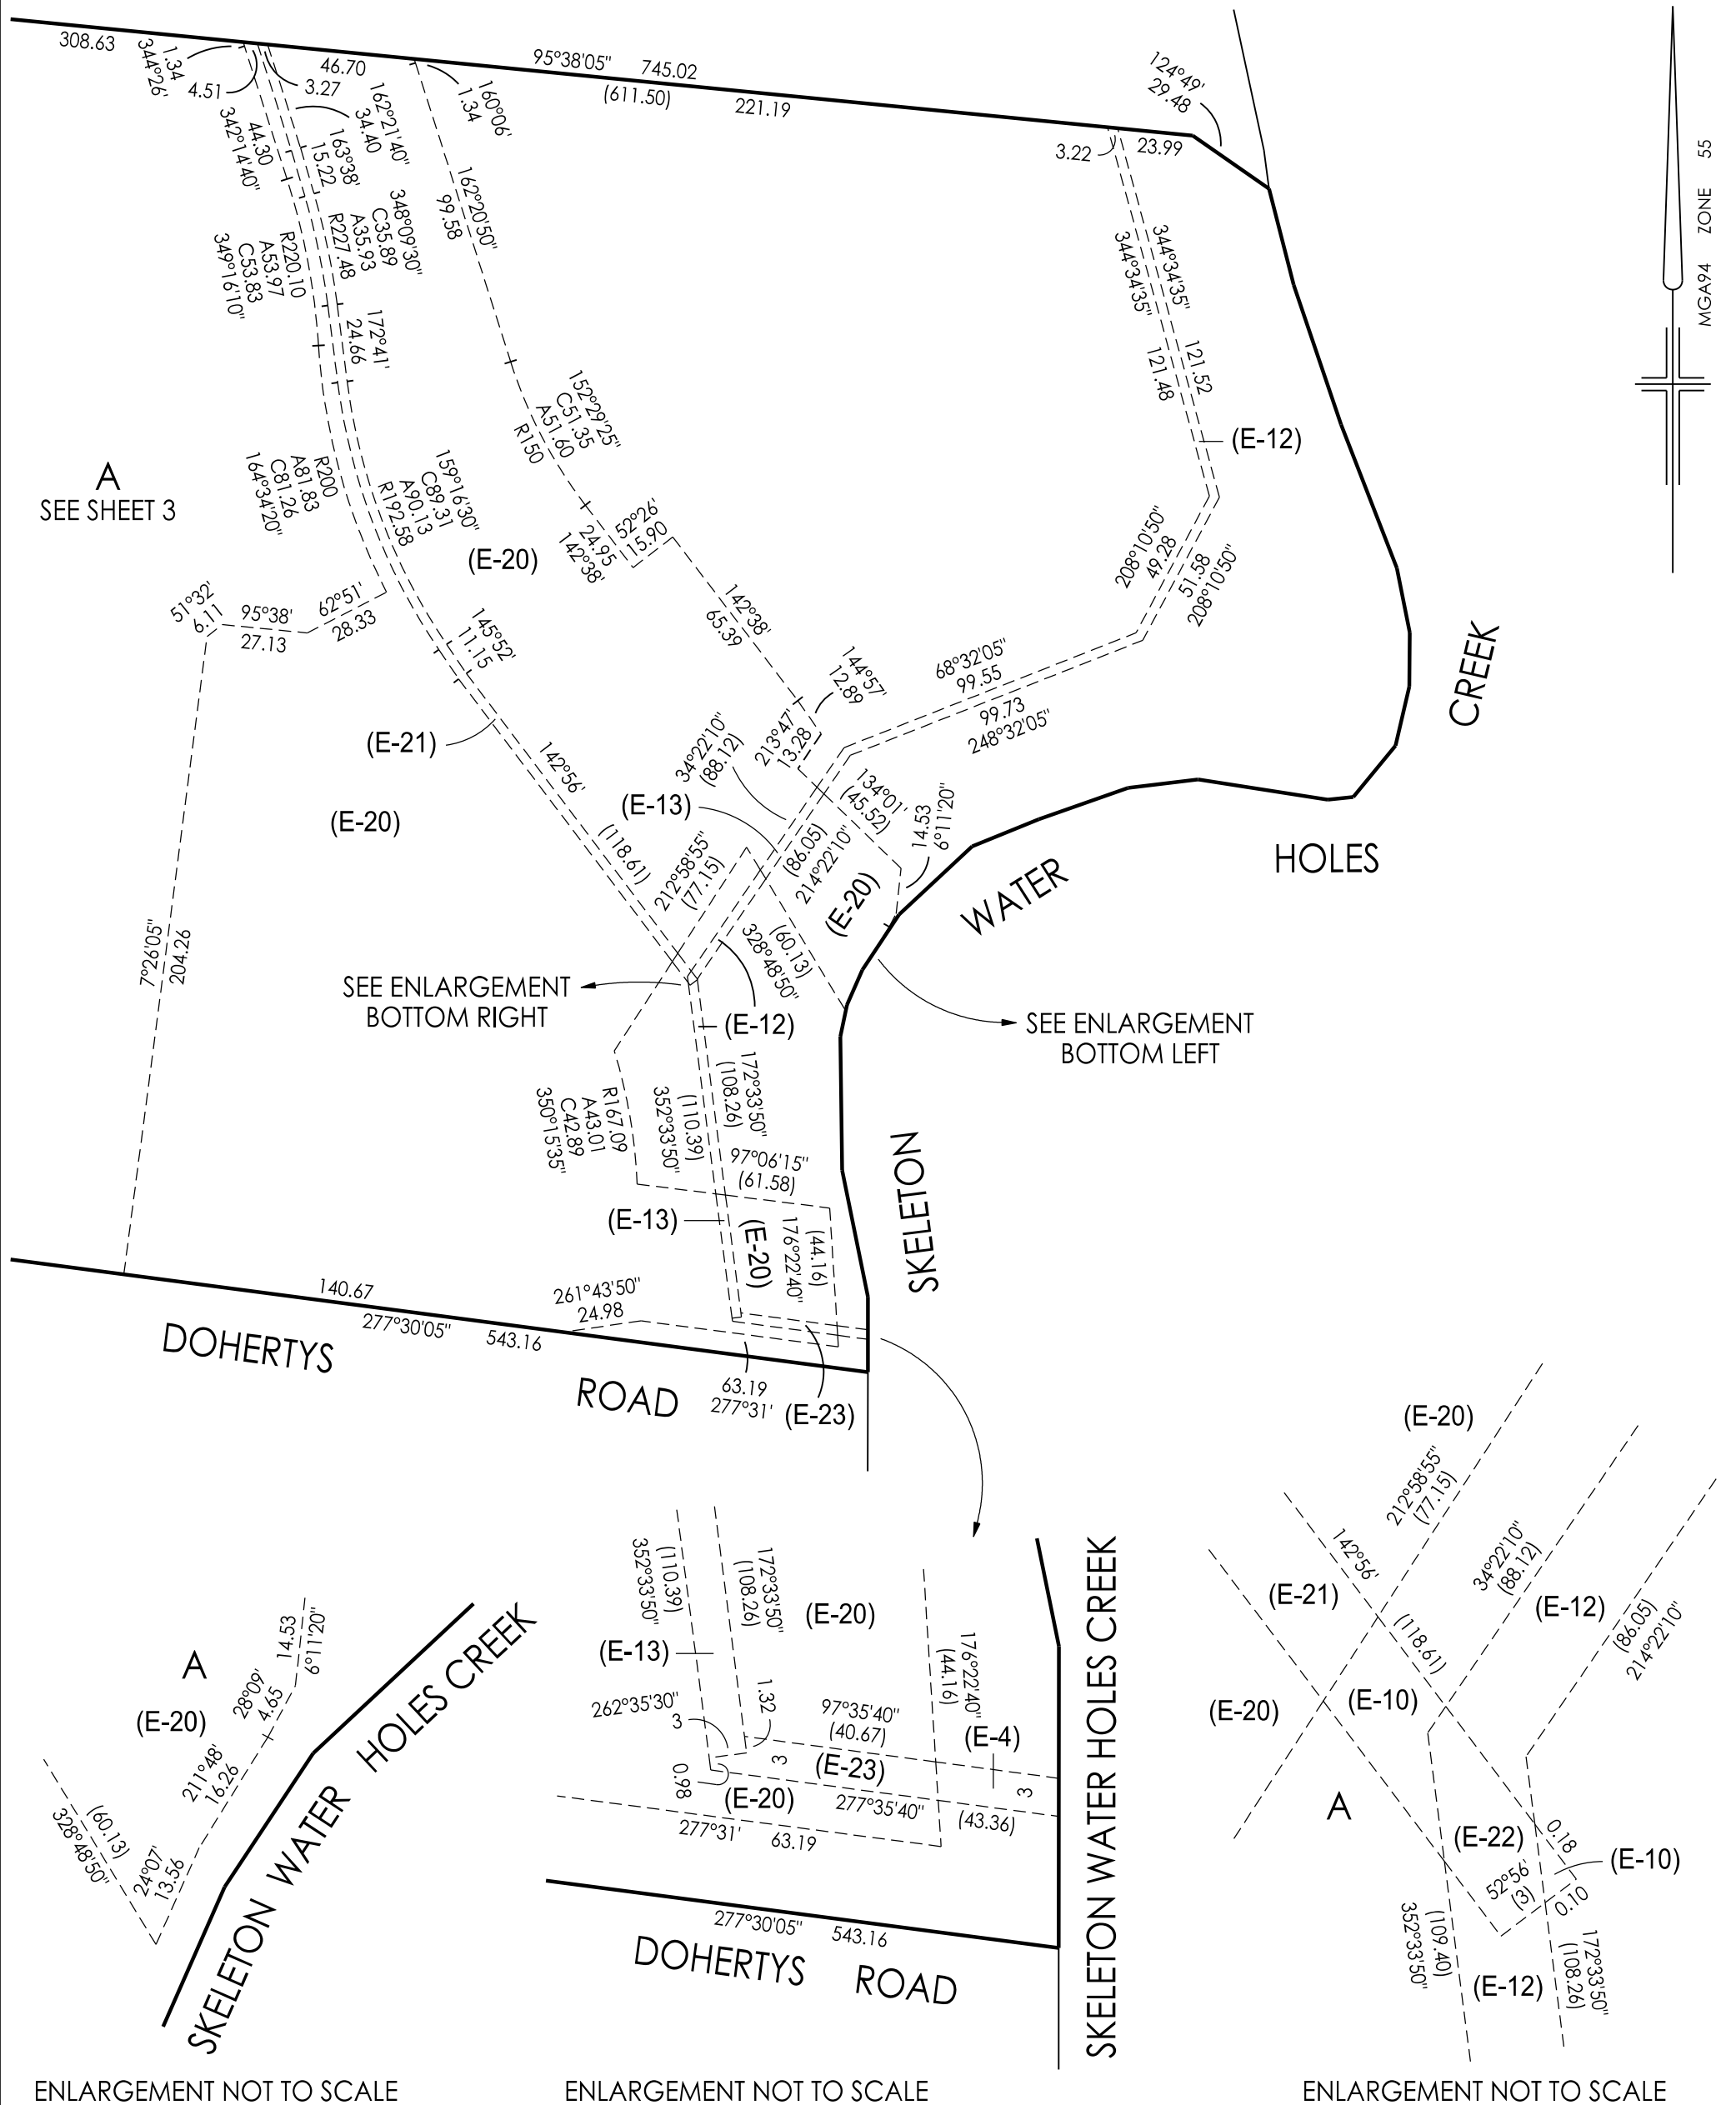 308.63
1.34
344°26'
4.51
3.27
46.70
95°38'05" 745.02
(611.50)
221.19
124°49'
29.48
3.22
23.99
160°06'
1.34
162°21'40"
34.40
163°38'
15.22
44.30
342°14'40"
162°20'50"
99.58
348°09'30"
C35.89
A35.93
R227.48
R220.10
A53.97
C53.83
349°16'10"
172°41'
24.66
344°34'35"
344°34'35"
121.52
121.48
MGA94 ZONE 55
152°29'25"
C51.35
A51.60
R150
(E-12)
A
SEE SHEET 3
R200
A81.83
C81.26
164°34'20"
159°16'30"
C89.31
A90.13
R192.58
(E-20)
52°26'
15.90
24.95
142°38'
208°10'50"
49.28
51.58
208°10'50"
51°32'
6.11
95°38'
27.13
62°51'
28.33
145°52'
11.15
142°38'
65.39
144°57'
12.89
68°32'05"
99.55
99.73
248°32'05"
CREEK
(E-21)
142°56'
(118.61)
34°22'10"
(88.12)
213°47'
13.28
(E-13)
134°01'
(45.52)
14.53
6°11'20"
(E-20)
212°58'55"
(77.15)
(86.05)
214°22'10"
(E-20)
WATER
HOLES
7°26'05"
204.26
(60.13)
328°48'50"
SEE ENLARGEMENT
BOTTOM RIGHT
(E-12)
SEE ENLARGEMENT
BOTTOM LEFT
172°33'50"
(108.26)
(110.39)
352°33'50"
R167.09
A43.01
C42.89
350°15'35"
97°06'15"
(61.58)
SKELETON
(E-13)
(E-20)
(44.16)
176°22'40"
140.67
277°30'05" 543.16
261°43'50"
24.98
DOHERTYS
ROAD
63.19
277°31'
(E-23)
A
(E-20)
14.53
6°11'20"
28°09'
4.65
211°48'
16.26
(60.13)
328°48'50"
24°07'
13.56
SKELETON WATER HOLES CREEK
ENLARGEMENT NOT TO SCALE
(110.39)
352°33'50"
172°33'50"
(108.26)
(E-20)
(E-13)
176°22'40"
(44.16)
262°35'30"
3
1.32
97°35'40"
(40.67)
(E-4)
3
(E-23)
3
0.98
(E-20)
277°35'40"
(43.36)
277°31' 63.19
277°30'05" 543.16
DOHERTYS ROAD
SKELETON WATER HOLES CREEK
ENLARGEMENT NOT TO SCALE
(E-20)
212°58'55"
(77.15)
142°56'
(118.61)
34°22'10"
(88.12)
(E-21)
(E-12)
(86.05)
214°22'10"
(E-20)
(E-10)
A
(E-22)
0.18
(E-10)
52°56'
(3)
0.10
(109.40)
352°33'50"
172°33'50"
(108.26)
(E-12)
ENLARGEMENT NOT TO SCALE